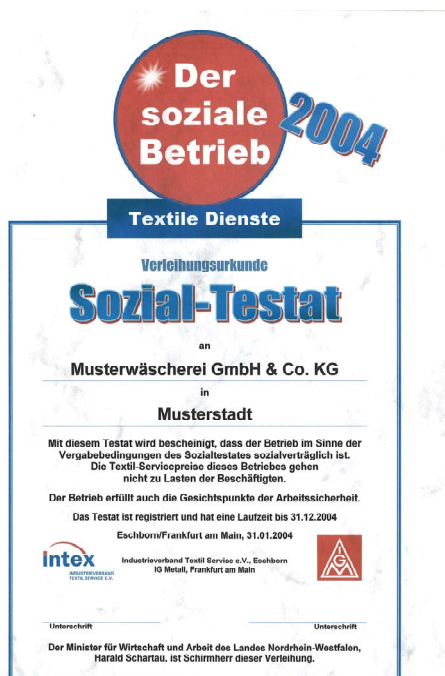 Der
soziale
Betrieb
2004
Textile Dienste
Verleihungsurkunde
Sozial-Testat
an
Musterwäscherei GmbH & Co. KG
in
Musterstadt
Mit diesem Testat wird bescheinigt, dass der Betrieb im Sinne der
Vergabebedingungen des Sozialtestates sozialverträglich ist.
Die Textil-Servicepreise dieses Betriebes gehen
nicht zu Lasten der Beschäftigten.
Der Betrieb erfüllt auch die Gesichtspunkte der Arbeitssicherheit.
Das Testat ist registriert und hat eine Laufzeit bis 31.12.2004
Eschborn/Frankfurt am Main, 31.01.2004
intex
INDUSTRIEVERBAND
TEXTIL SERVICE E.V.
Industrieverband Textil Service e.V., Eschborn
IG Metall, Frankfurt am Main
IGM
Unterschrift
Unterschrift
Der Minister für Wirtschaft und Arbeit des Landes Nordrhein-Westfalen,
Harald Schartau, ist Schirmherr dieser Verleihung.